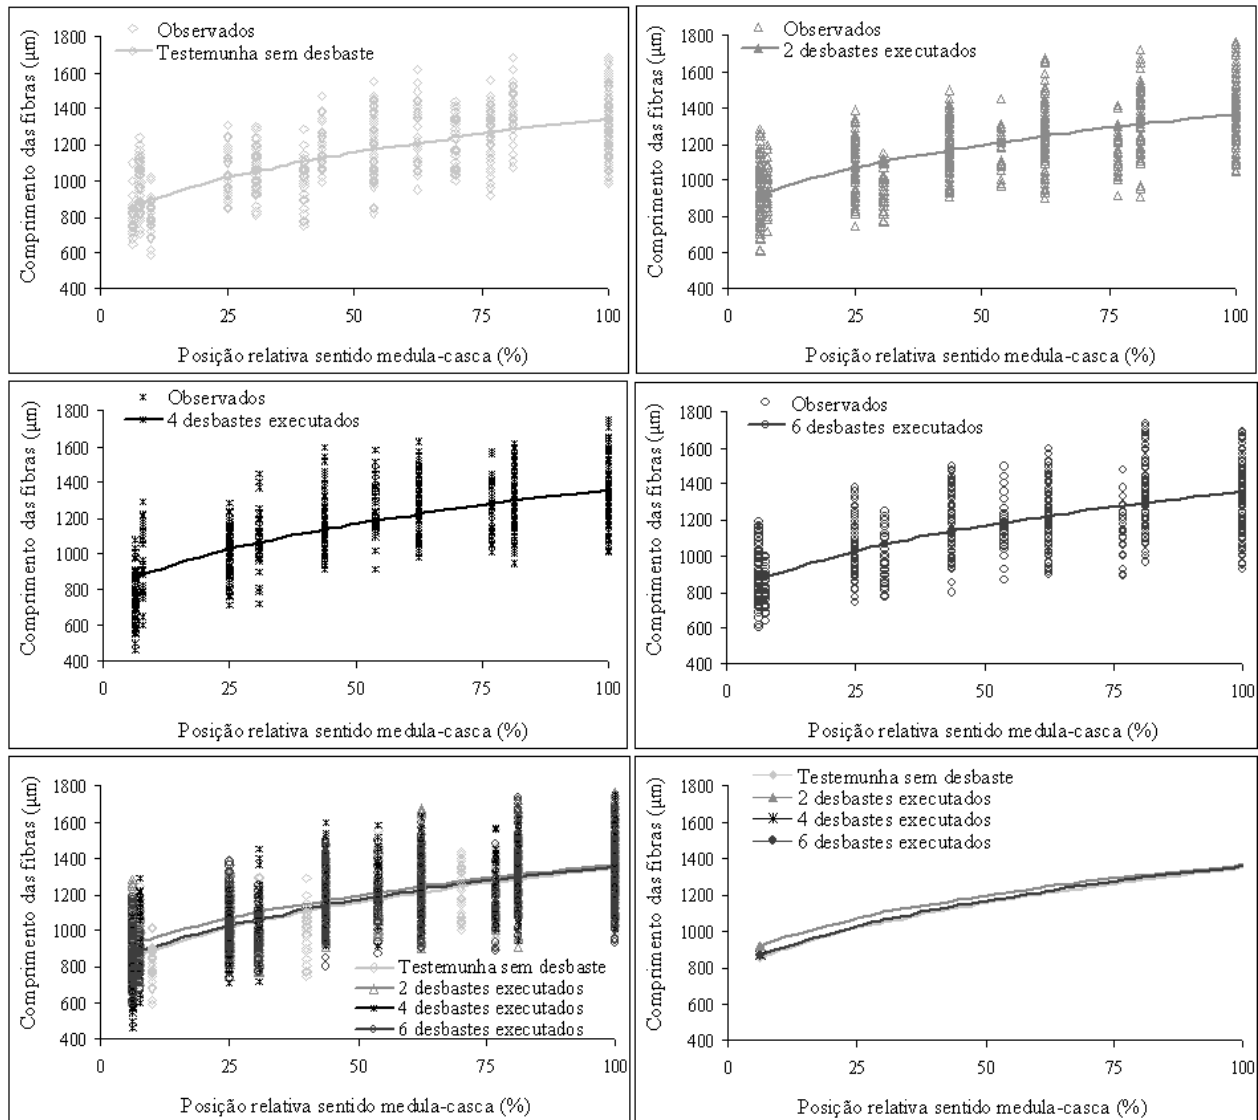 Observados
Testemunha sem desbaste
Comprimento das fibras (µm)
1800
1600
1400
1200
1000
800
600
400
0 25 50 75 100
Posição relativa sentido medula-casca (%)
Observados
2 desbastes executados
Comprimento das fibras (µm)
1800
1600
1400
1200
1000
800
600
400
0 25 50 75 100
Posição relativa sentido medula-casca (%)
Observados
4 desbastes executados
Comprimento das fibras (µm)
1800
1600
1400
1200
1000
800
600
400
0 25 50 75 100
Posição relativa sentido medula-casca (%)
Observados
6 desbastes executados
Comprimento das fibras (µm)
1800
1600
1400
1200
1000
800
600
400
0 25 50 75 100
Posição relativa sentido medula-casca (%)
Comprimento das fibras (µm)
1800
1600
1400
1200
1000
800
600
400
Testemunha sem desbaste
2 desbastes executados
4 desbastes executados
6 desbastes executados
0 25 50 75 100
Posição relativa sentido medula-casca (%)
Testemunha sem desbaste
2 desbastes executados
4 desbastes executados
6 desbastes executados
Comprimento das fibras (µm)
1800
1600
1400
1200
1000
800
600
400
0 25 50 75 100
Posição relativa sentido medula-casca (%)